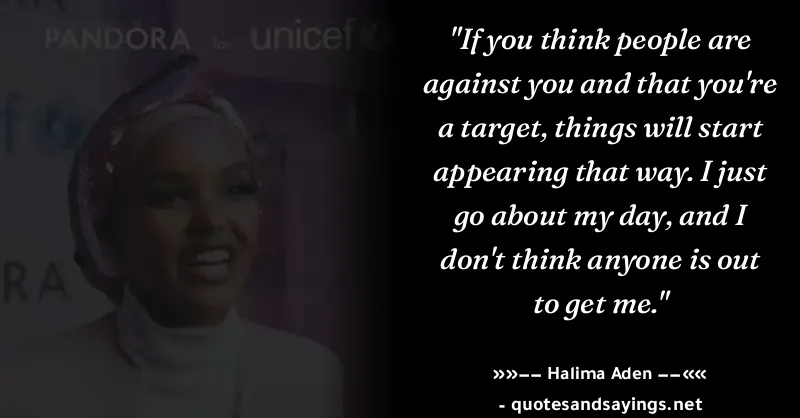 PANDÓRA for unicef
"If you think people are
against you and that you're
a target, things will start
appearing that way. I just
go about my day, and I
don't think anyone is out
to get me."
RA
»»–– Halima Aden ––««
- quotesandsayings.net